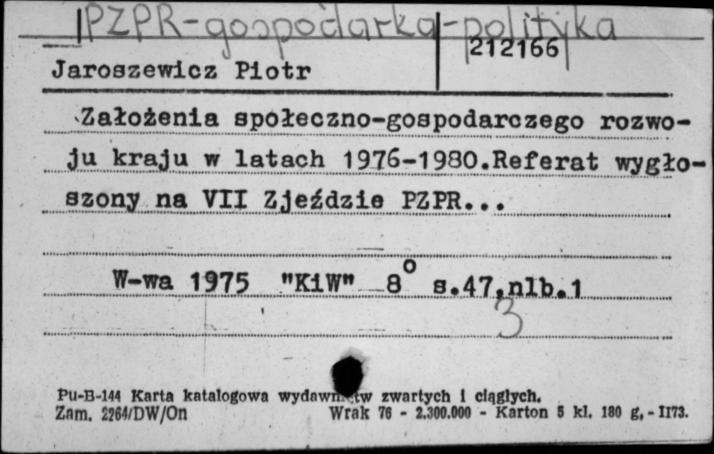 PZPR-gospodarka-polityka
212166
Jaroszewicz Piotr
Założenia społeczno-gospodarczego rozwo-
ju kraju w latach 1976-1980.Referat wygło-
szony na VII Zjeździe PZPR...
W-wa 1975 "KiW" 8° s.47,nlb.1
3
Pu-B-144 Karta katalogowa wydawnictw zwartych i ciągłych.
Zam. 2264/DW/On Wrak 76 - 2.300.000 - Karton 5 kl. 180 g. - II73.